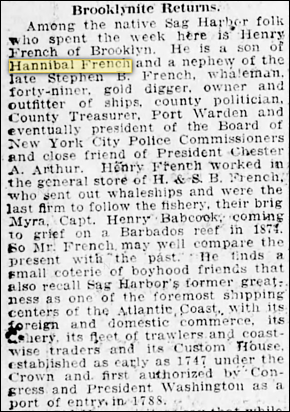 Brooklynite Returns.
Among the native Sag Harbor folk
who spent the week here is Henry
French of Brooklyn. He is a son of
Hannibal French and a nephew of the
late Stephen B. French, whaleman,
forty-niner, gold digger, owner and
outfitter of ships, county politician,
County Treasurer, Port Warden and
eventually president of the Board of
New York City Police Commissioners
and close friend of President Chester
A. Arthur. Henry French worked in
the general store of H. & S. B. French,
who sent out whaleships and were the
last firm to follow the fishery, their brig
Myra, Capt. Henry Babcook, coming
to grief on a Barbados reef in 1874.
So Mr. French may well compare the
present with the past. He finds a
small coterie of boyhood friends that
also recall Sag Harbor's former great-
ness as one of the foremost shipping
centers of the Atlantic Coast, with its
foreign and domestic commerce, its
its fleet of trawlers and coast-
wise traders and its Custom House,
established as early as 1747 under the
Crown and first authorized by Con-
gress and President Washington as a
port of entry in 1788.